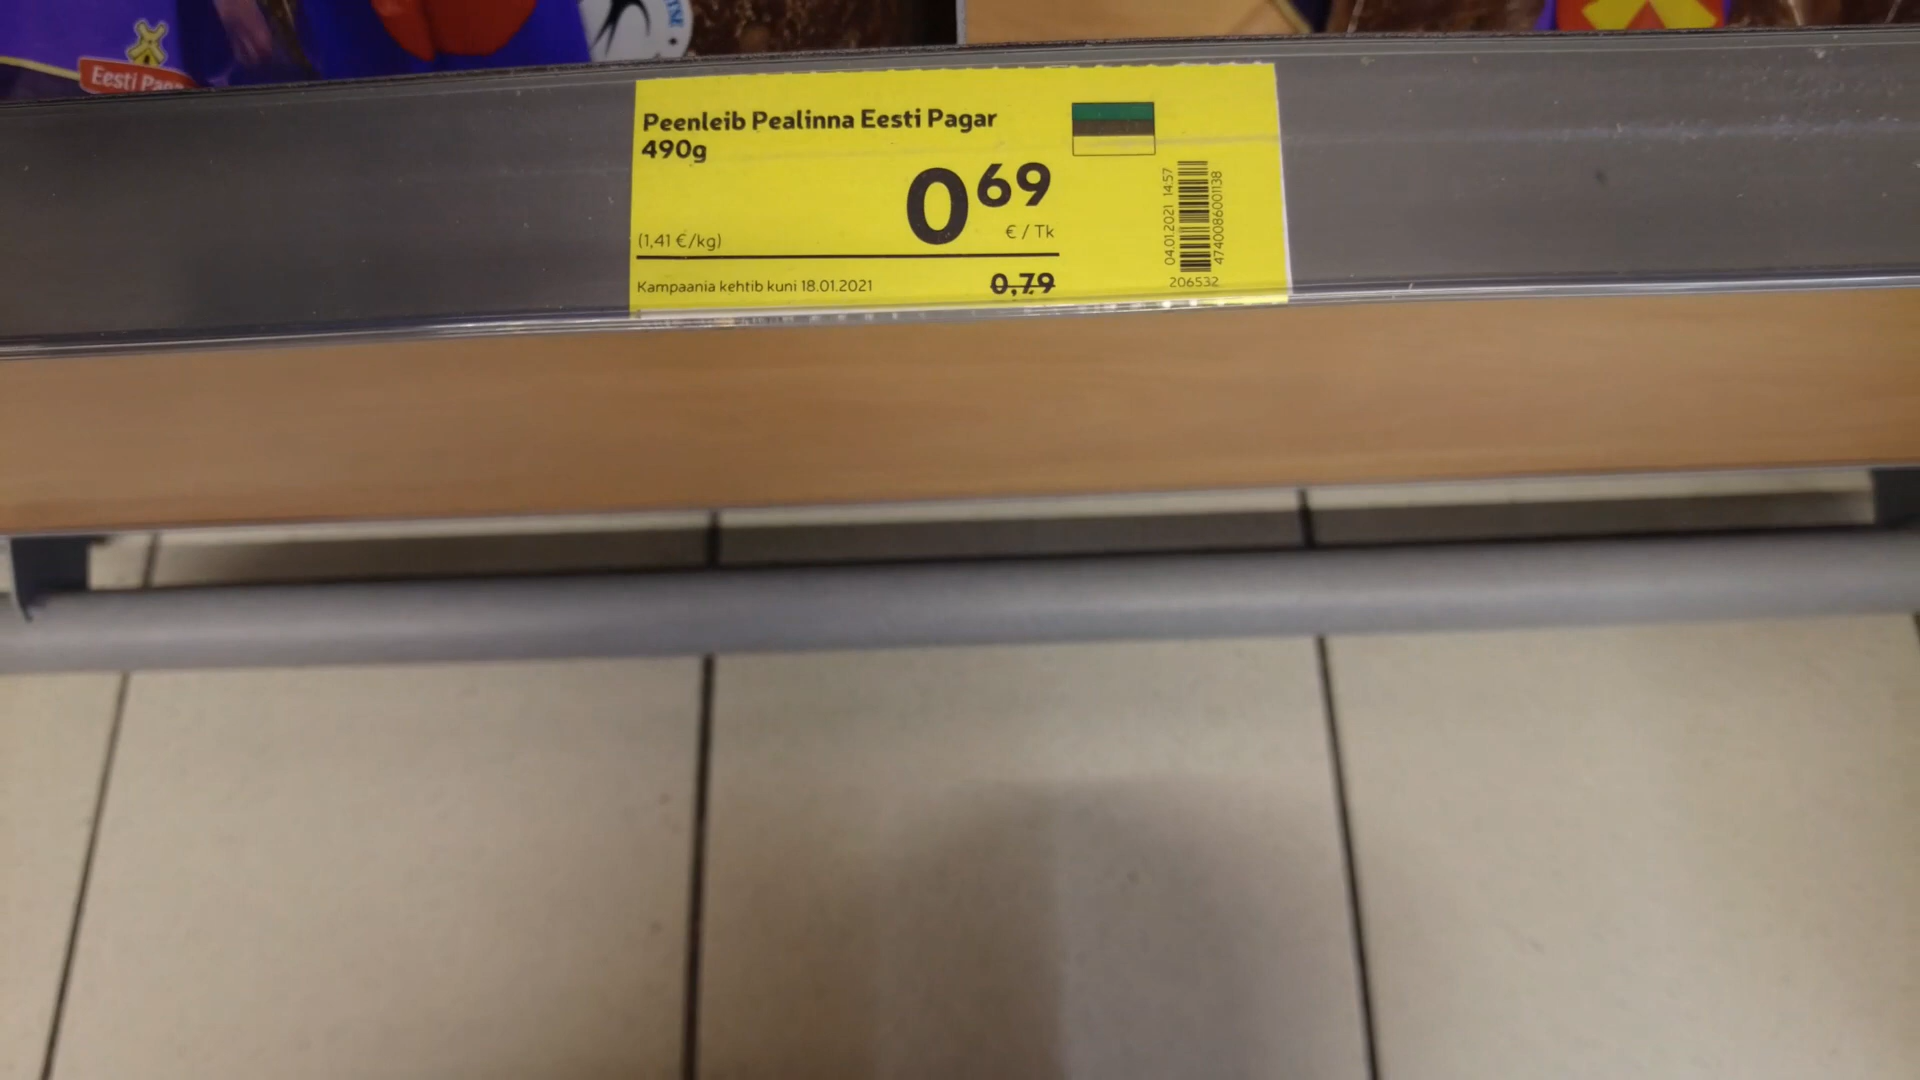 Eesti
Peenleib Pealinna Eesti Pagar
490g
0⁶⁹
€ / Tk
(1,41 €/kg)
Kampaania kehtib kuni 18.01.2021
0,79
04.01.2021 14:57
4740086001138
206532